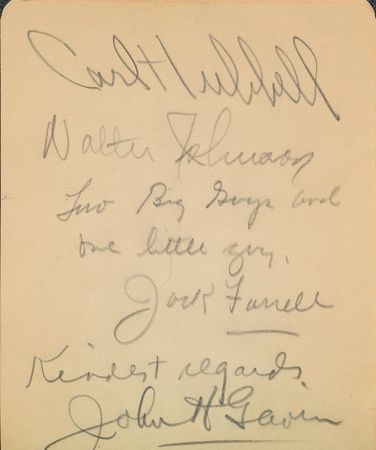 Carl Hubbell
Walter Johnson
Two Big Guys and
one little guy.
Jack Farrell
Kindest regards,
John H Gavin